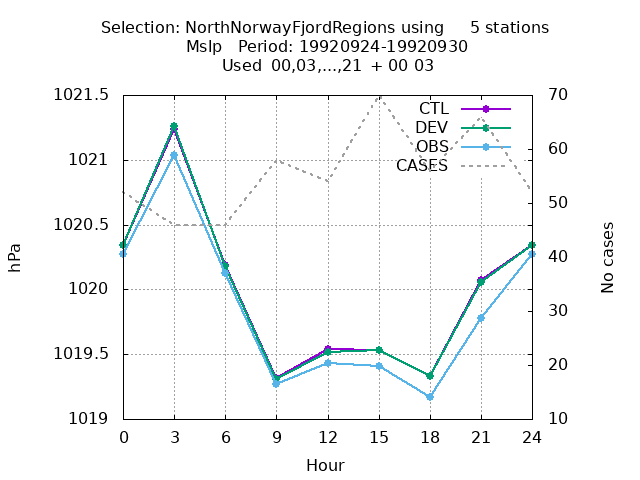 Selection: NorthNorwayFjordRegions using 5 stations
Mslp Period: 19920924-19920930
Used 00,03,...,21 + 00 03
1021.5
1021
1020.5
1020
1019.5
1019
hPa
70
60
50
40
30
20
10
No cases
CTL
DEV
OBS
CASES
0 3 6 9 12 15 18 21 24
Hour